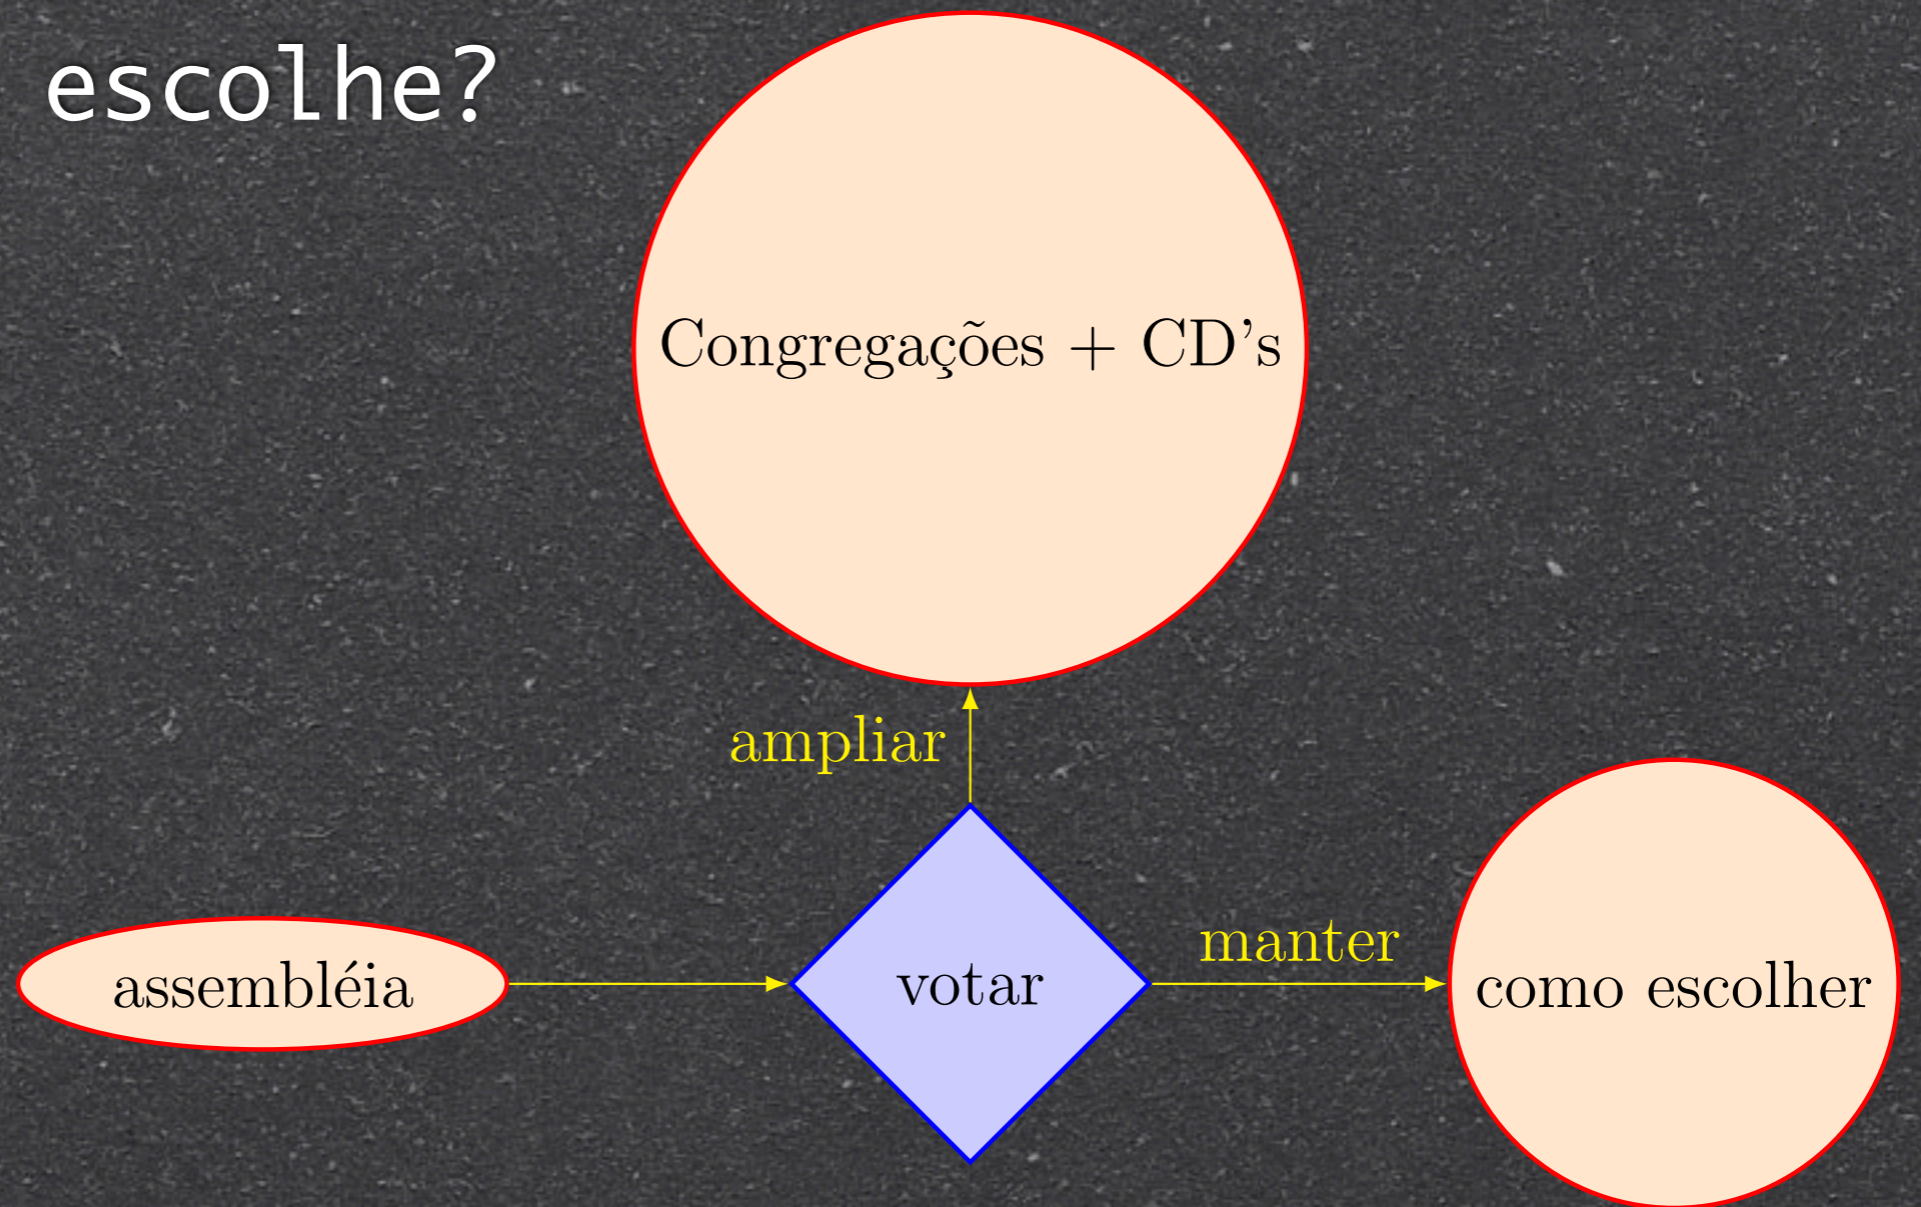 escolhe?
Congregações + CD's
ampliar
manter
assembléia
votar
como escolher